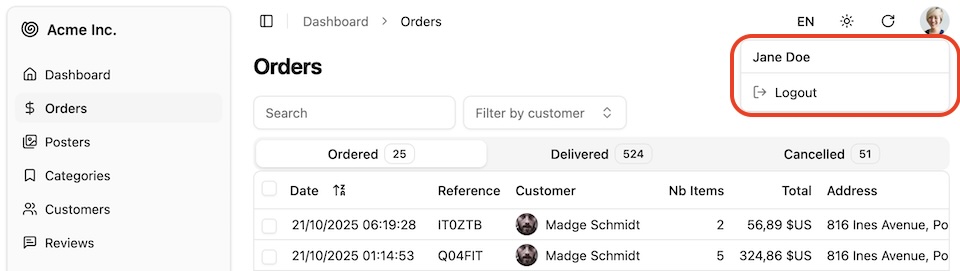 Acme Inc.
Dashboard
Orders
Posters
Categories
Customers
Reviews
Dashboard > Orders
EN
Jane Doe
Logout
Orders
Search
Filter by customer
Ordered 25
Delivered 524
Cancelled 51
Date Reference Customer Nb Items Total Address
21/10/2025 06:19:28 IT0ZTB Madge Schmidt 2 56,89 $US 816 Ines Avenue, Po
21/10/2025 01:14:53 Q04FIT Madge Schmidt 5 324,86 $US 816 Ines Avenue, Po